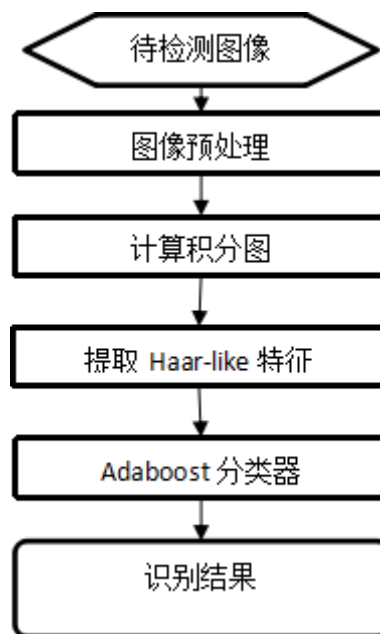 待检测图像
图像预处理
计算积分图
提取 Haar-like 特征
Adaboost 分类器
识别结果